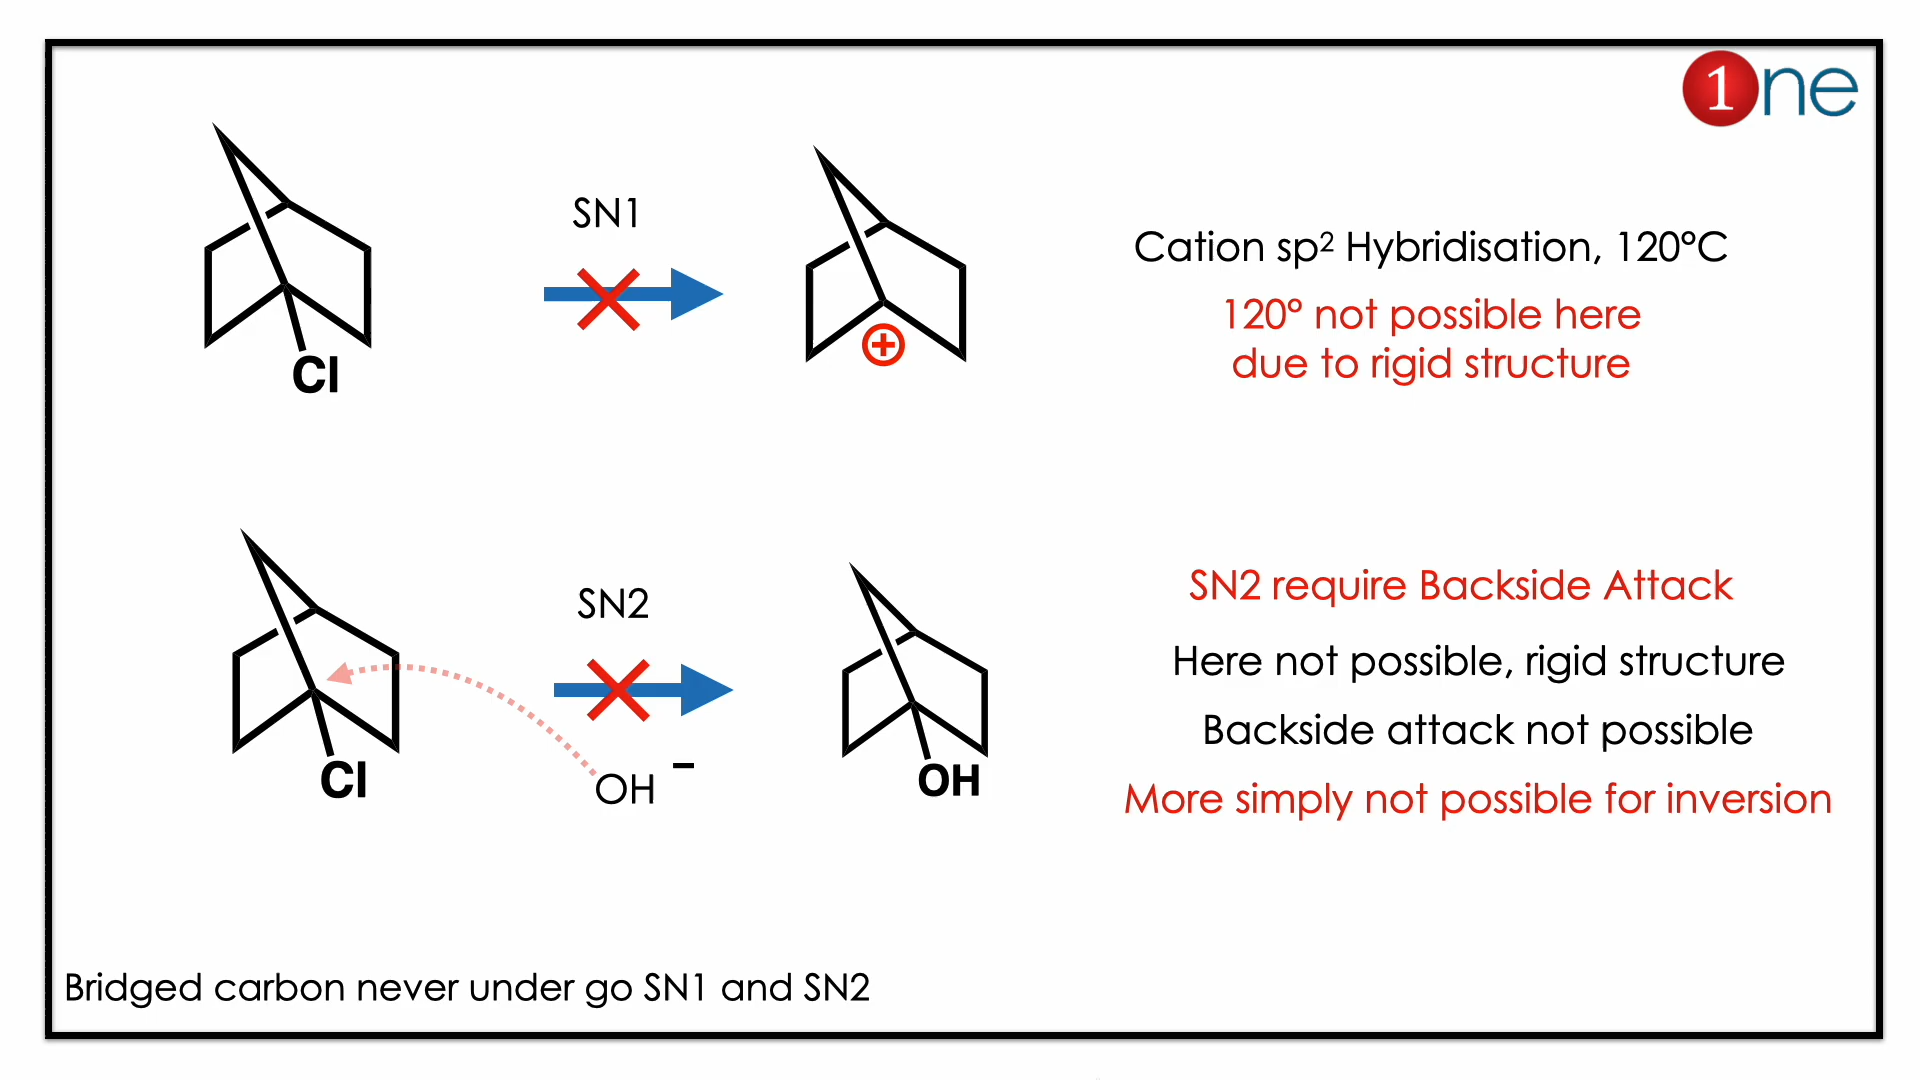 1ne
SN1
Cation sp² Hybridisation, 120°C
120° not possible here
due to rigid structure
Cl
SN2
SN2 require Backside Attack
Here not possible, rigid structure
Backside attack not possible
More simply not possible for inversion
Cl
OH −
OH
Bridged carbon never under go SN1 and SN2